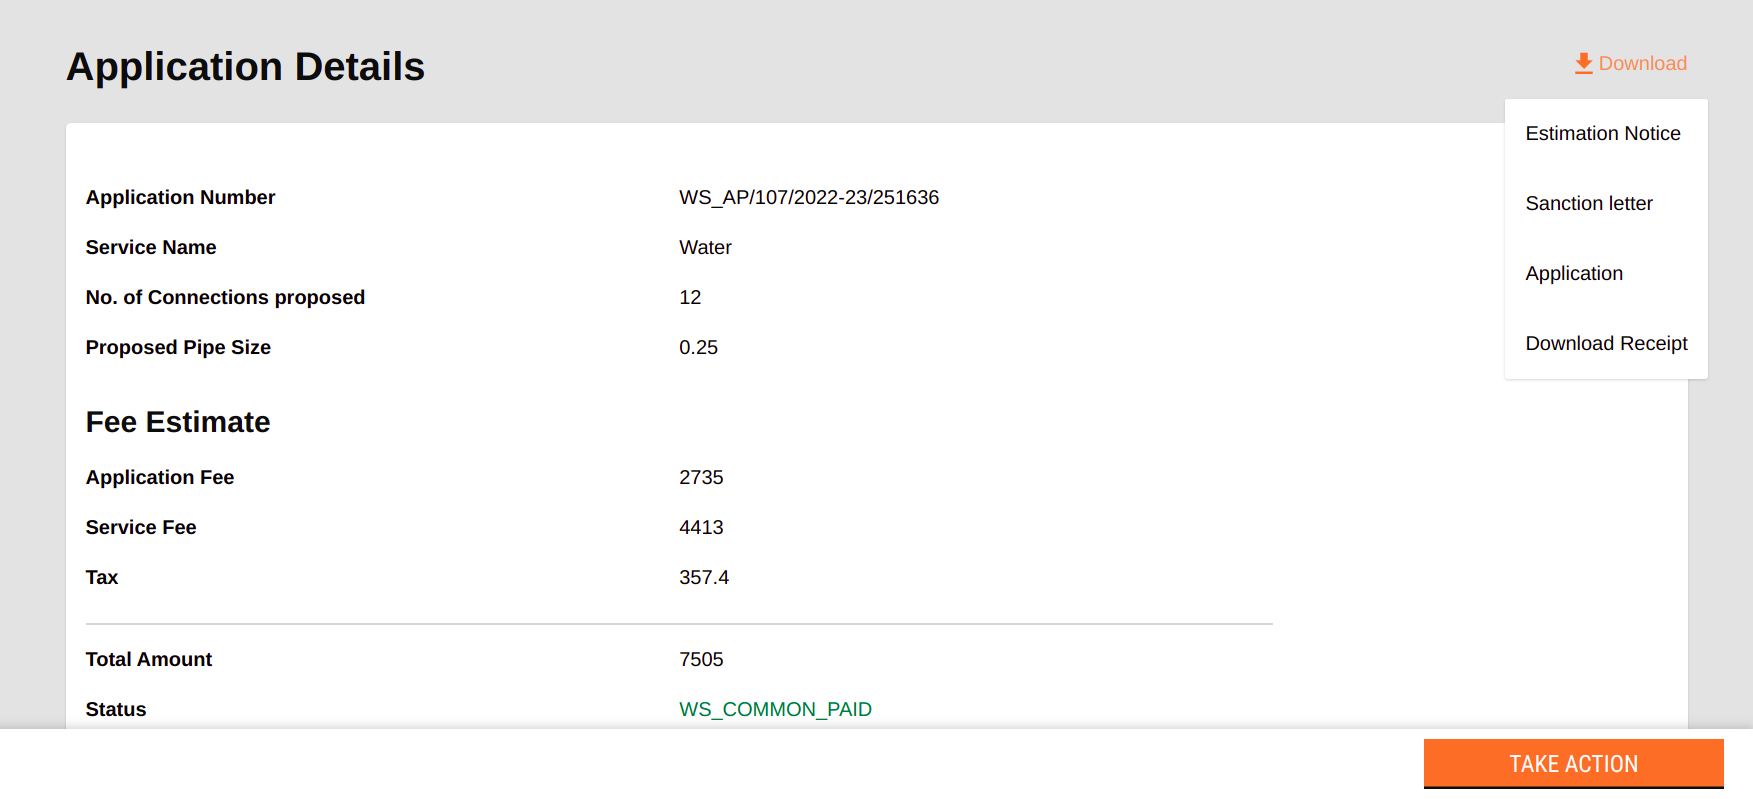 Application Details
Download
Estimation Notice
Sanction letter
Application
Download Receipt
Application Number WS_AP/107/2022-23/251636
Service Name Water
No. of Connections proposed 12
Proposed Pipe Size 0.25
Fee Estimate
Application Fee 2735
Service Fee 4413
Tax 357.4
Total Amount 7505
Status WS_COMMON_PAID
TAKE ACTION